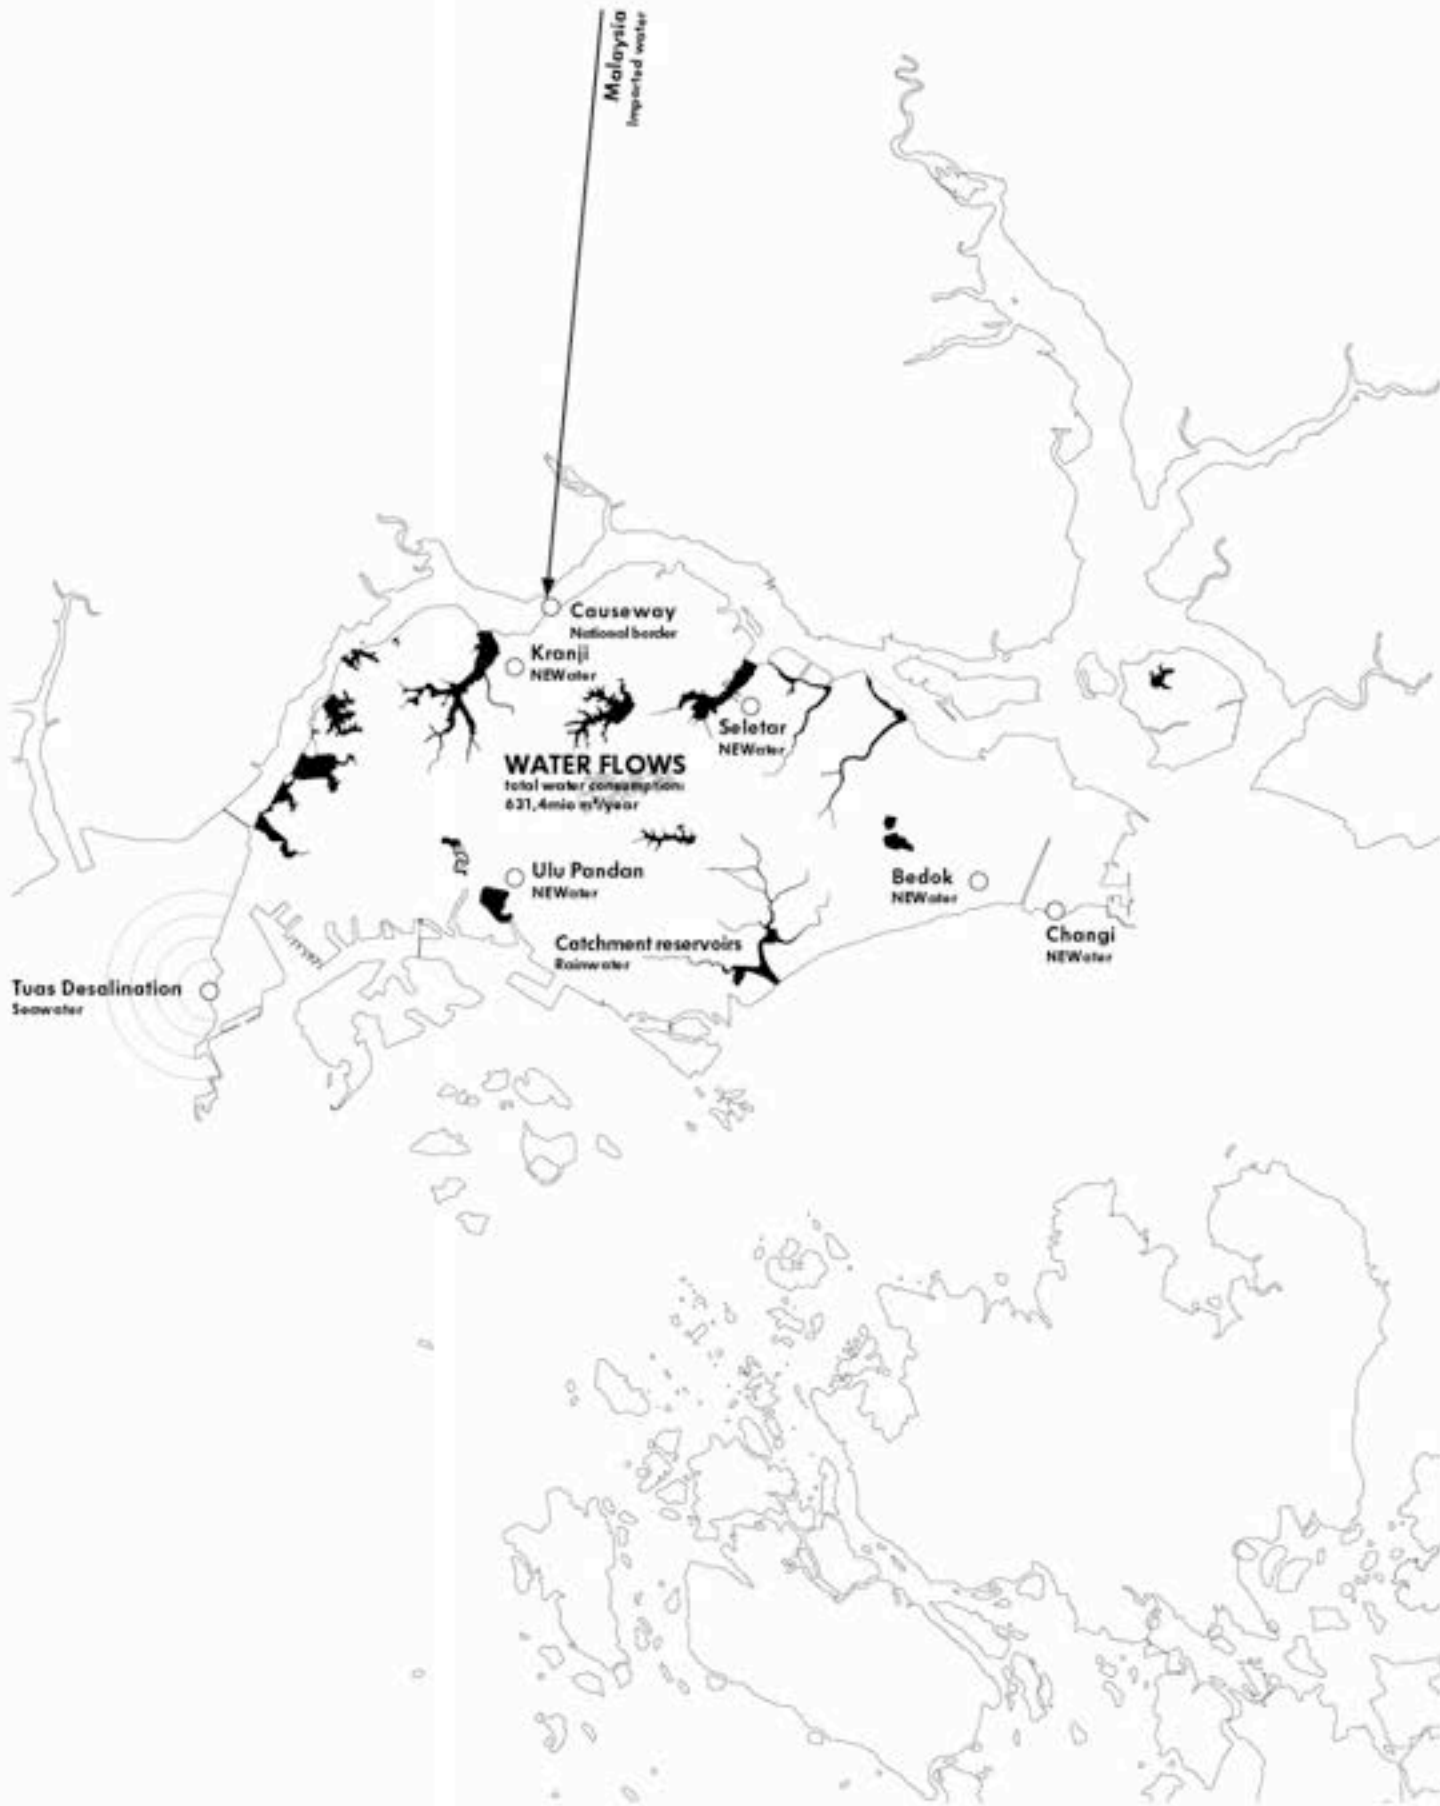 Malaysia
Imported water
Causeway
National border
Kranji
NEWater
Seletar
NEWater
WATER FLOWS
total water consumption:
631,4mio m³/year
Ulu Pandan
NEWater
Bedok
NEWater
Catchment reservoirs
Rainwater
Changi
NEWater
Tuas Desalination
Seawater